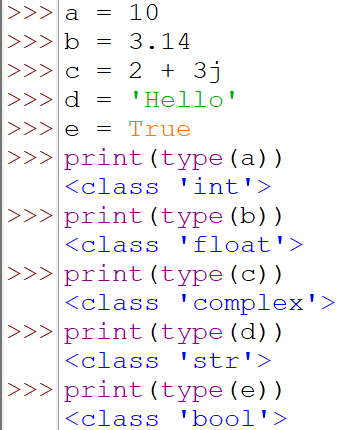 >>> a = 10
>>> b = 3.14
>>> c = 2 + 3j
>>> d = 'Hello'
>>> e = True
>>> print(type(a))
<class 'int'>
>>> print(type(b))
<class 'float'>
>>> print(type(c))
<class 'complex'>
>>> print(type(d))
<class 'str'>
>>> print(type(e))
<class 'bool'>